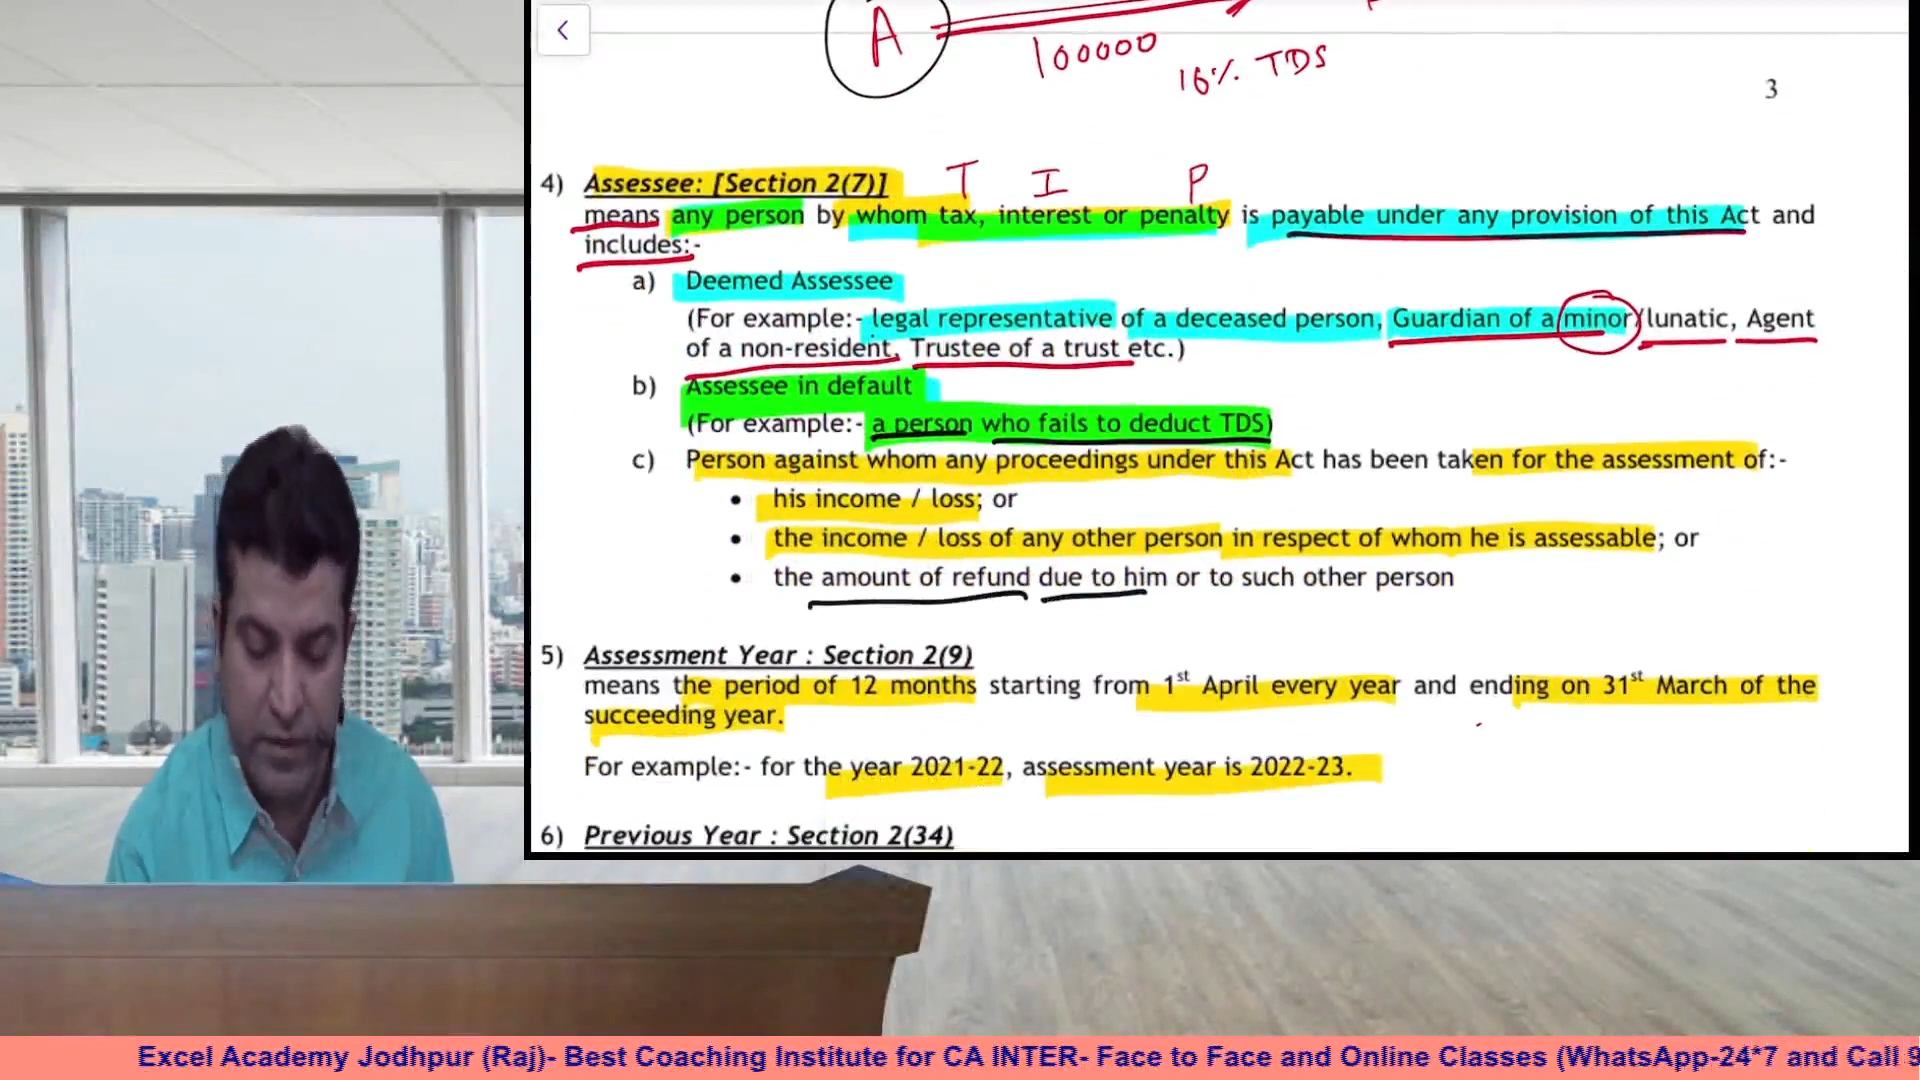 A
100000
10% TDS
3
T I P
4) Assessee: [Section 2(7)]
means any person by whom tax, interest or penalty is payable under any provision of this Act and
includes:-
a) Deemed Assessee
(For example:- legal representative of a deceased person, Guardian of a minor/lunatic, Agent
of a non-resident, Trustee of a trust etc.)
b) Assessee in default
(For example:- a person who fails to deduct TDS)
c) Person against whom any proceedings under this Act has been taken for the assessment of:-
• his income / loss; or
• the income / loss of any other person in respect of whom he is assessable; or
• the amount of refund due to him or to such other person
5) Assessment Year : Section 2(9)
means the period of 12 months starting from 1st April every year and ending on 31st March of the
succeeding year.
For example:- for the year 2021-22, assessment year is 2022-23.
6) Previous Year : Section 2(34)
Excel Academy Jodhpur (Raj)- Best Coaching Institute for CA INTER- Face to Face and Online Classes (WhatsApp-24*7 and Call 9